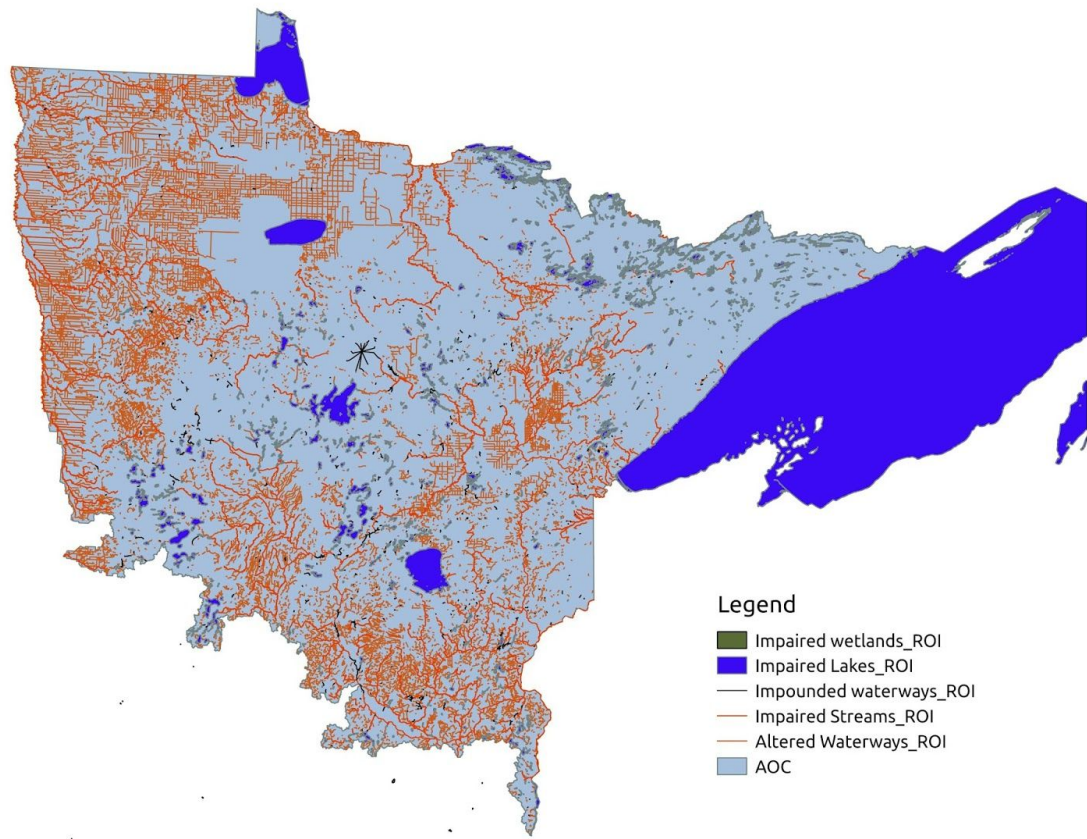 Legend
Impaired wetlands_ROI
Impaired Lakes_ROI
Impounded waterways_ROI
Impaired Streams_ROI
Altered Waterways_ROI
AOC